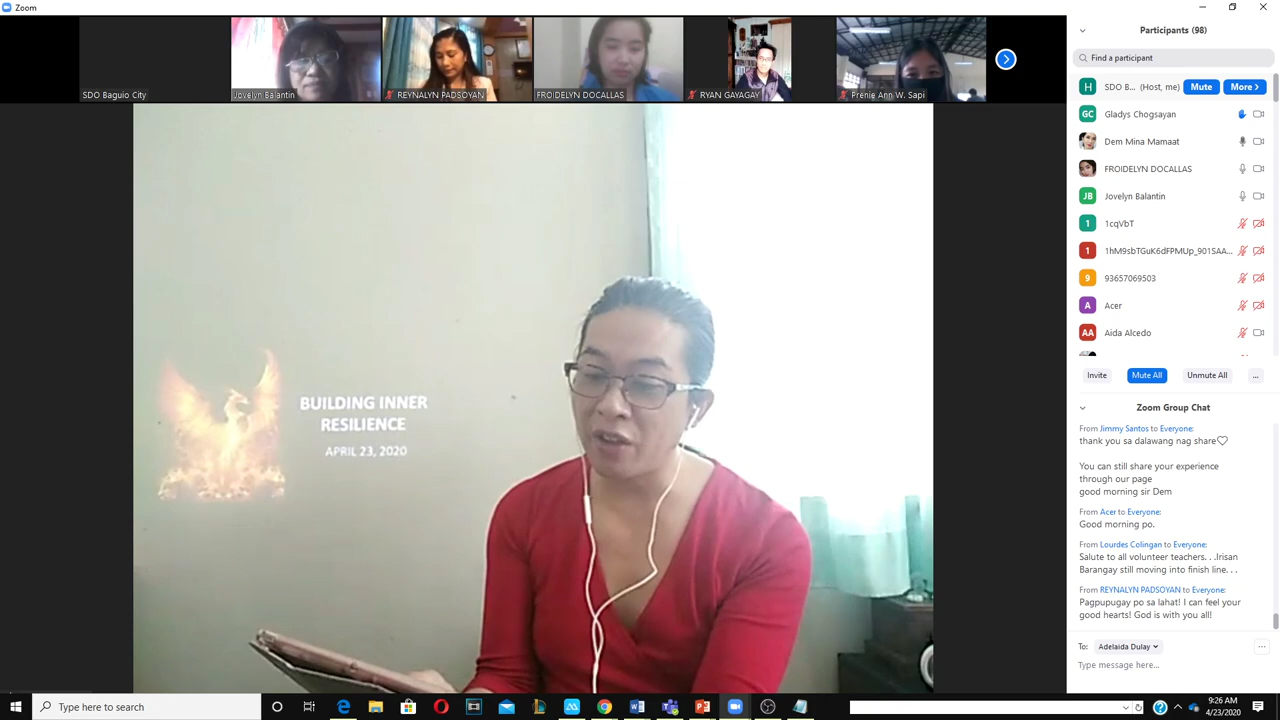 Zoom
SDO Baguio City
Jovelyn Balantin
REYNALYN PADSOYAN
FROIDELYN DOCALLAS
RYAN GAYAGAY
Prenie Ann W. Sapi
BUILDING INNER
RESILIENCE
APRIL 23, 2020
Participants (98)
Find a participant
H SDO B... (Host, me) Mute More >
GC Gladys Chogsayan
Dem Mina Mamaat
FROIDELYN DOCALLAS
JB Jovelyn Balantin
1 1cqVbT
1 1hM9sbTGuK6dFPMUp_901SAA...
9 93657069503
A Acer
AA Aida Alcedo
Invite Mute All Unmute All ...
Zoom Group Chat
From Jimmy Santos to Everyone:
thank you sa dalawang nag share♡
You can still share your experience
through our page
good morning sir Dem
From Acer to Everyone:
Good morning po.
From Lourdes Colingan to Everyone:
Salute to all volunteer teachers. . .Irisan
Barangay still moving into finish line. . .
From REYNALYN PADSOYAN to Everyone:
Pagpupugay po sa lahat! I can feel your
good hearts! God is with you all!
To: Adelaida Dulay
Type message here...
Type here to search
9:26 AM
4/23/2020